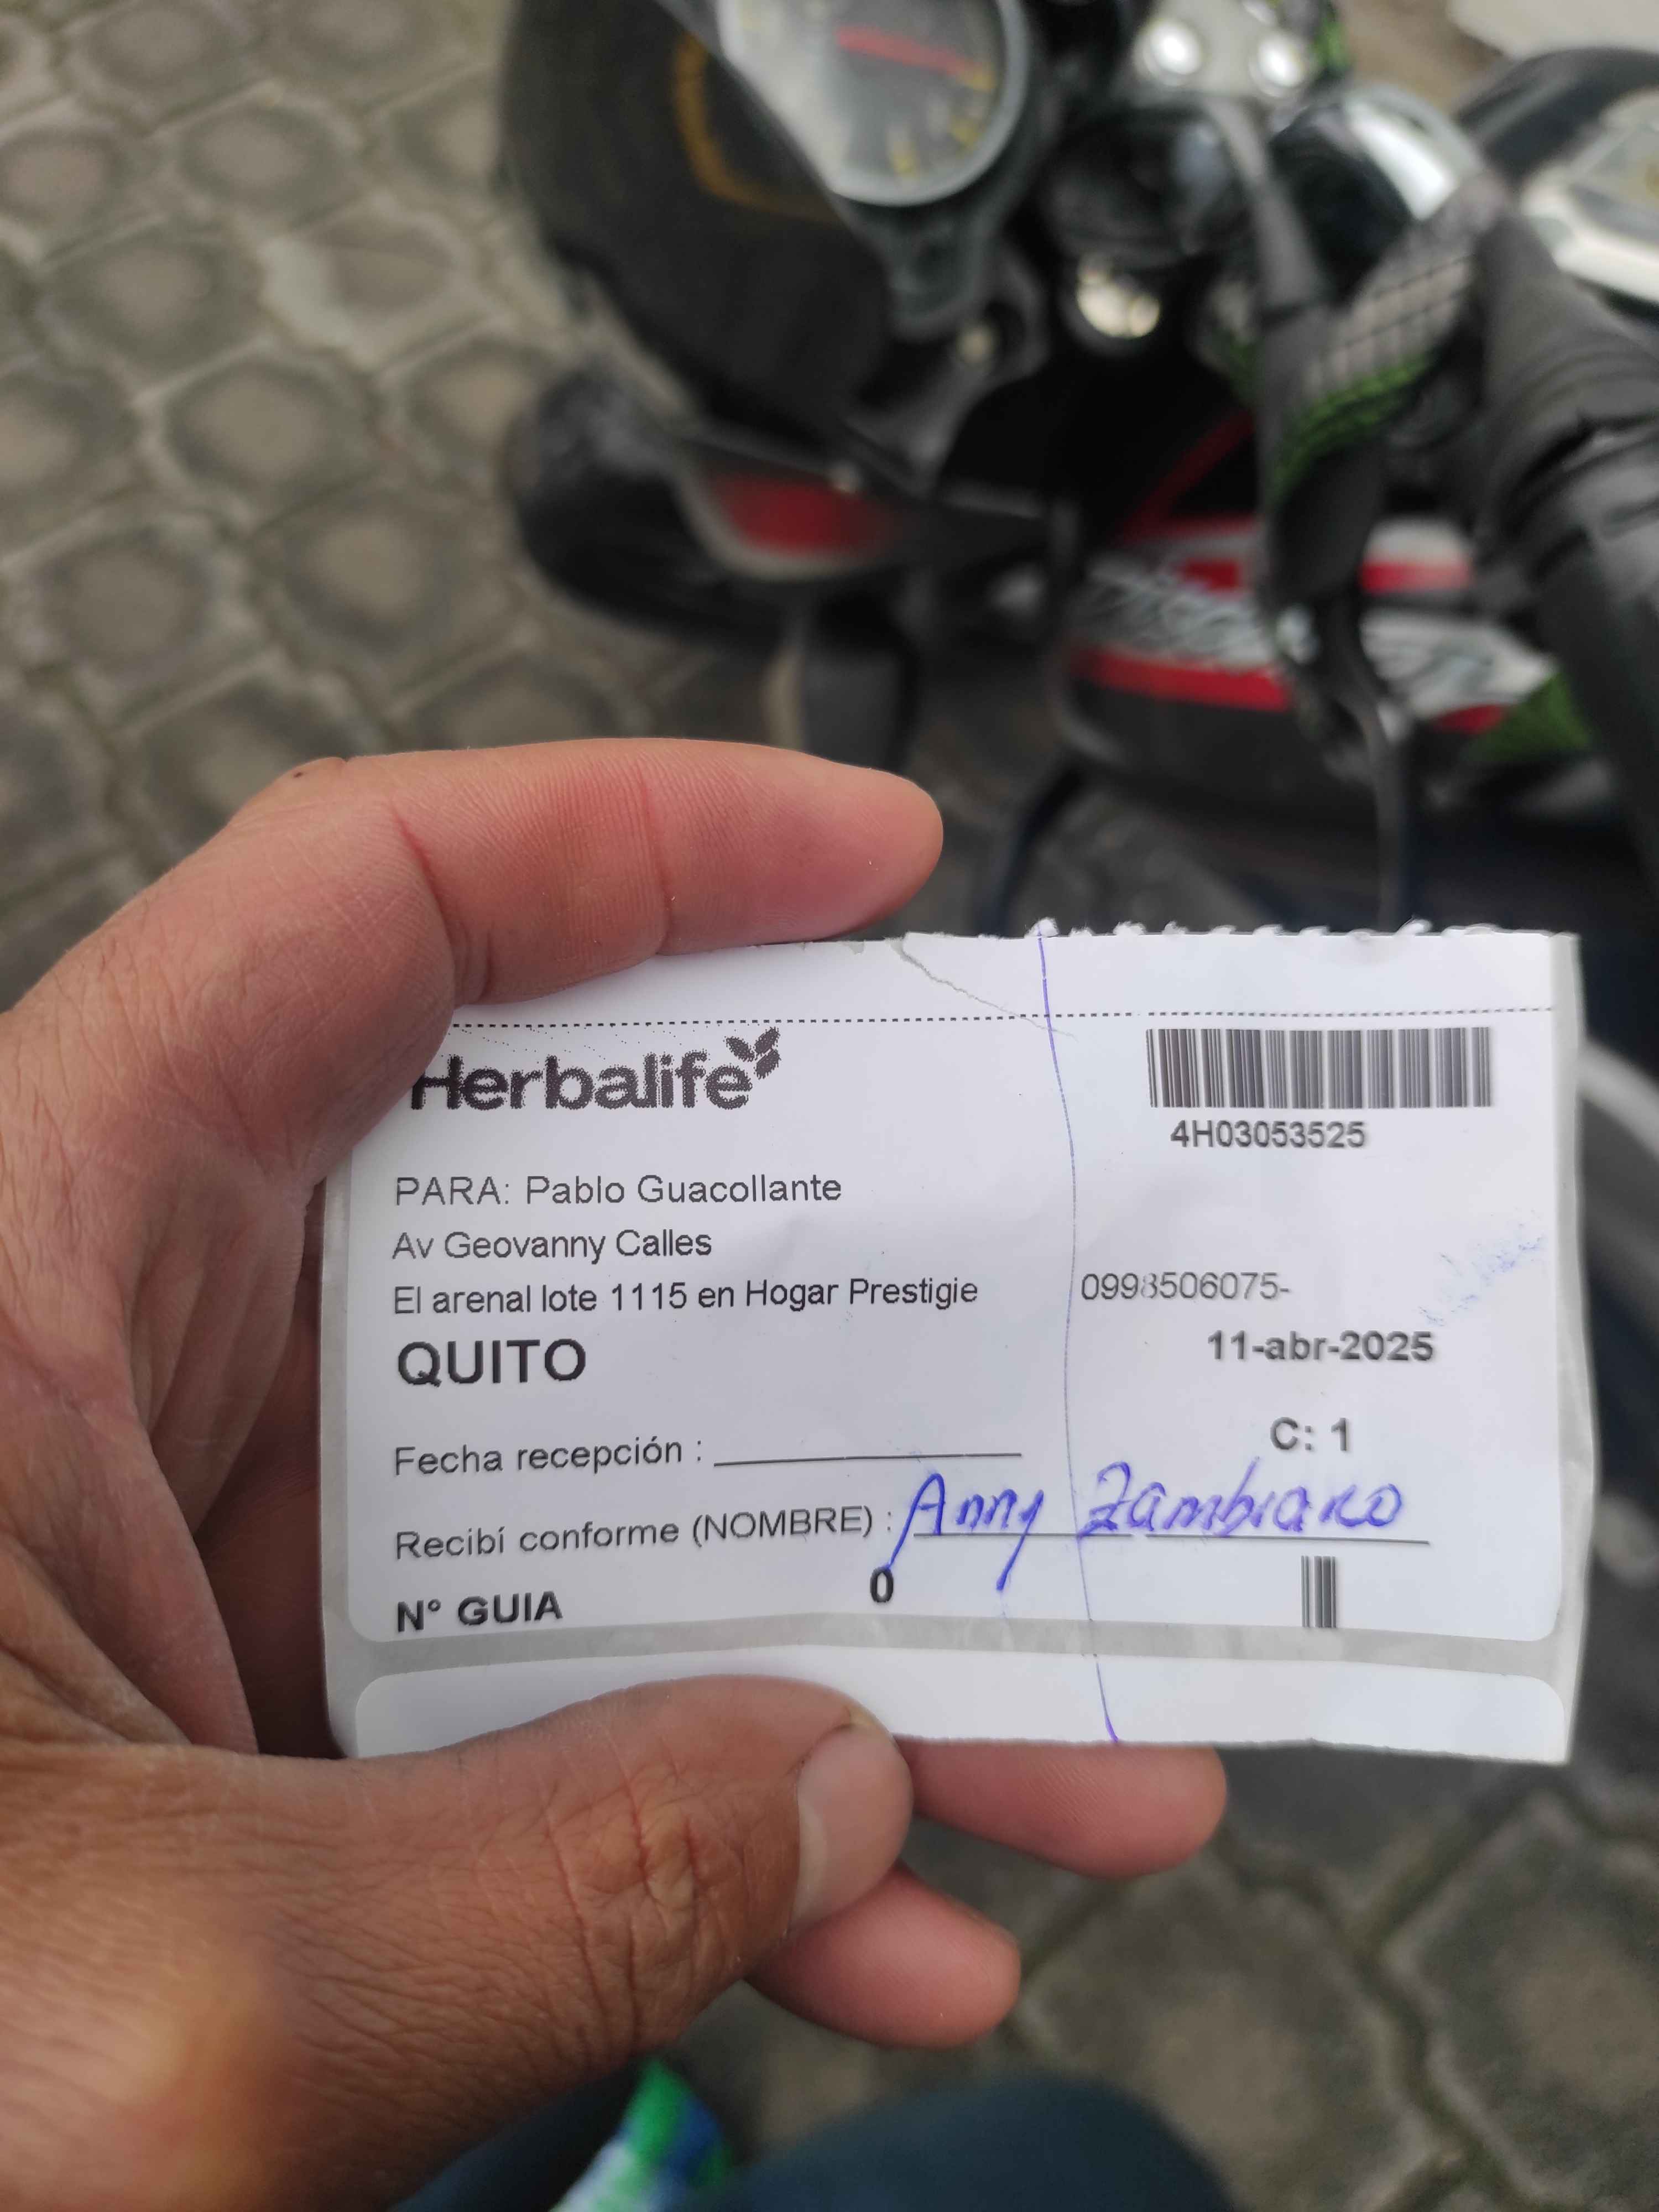 Herbalife
4H03053525
PARA: Pablo Guacollante
Av Geovanny Calles
El arenal lote 1115 en Hogar Prestigie 0998506075-
QUITO 11-abr-2025
C: 1
Fecha recepción :
Recibí conforme (NOMBRE) : Anny Zambrano
N° GUIA 0